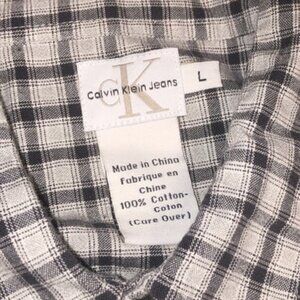 cK
Calvin Klein Jeans
L
Made in China
Fabrique en
Chine
100% Cotton-
Coton
(Care Over)